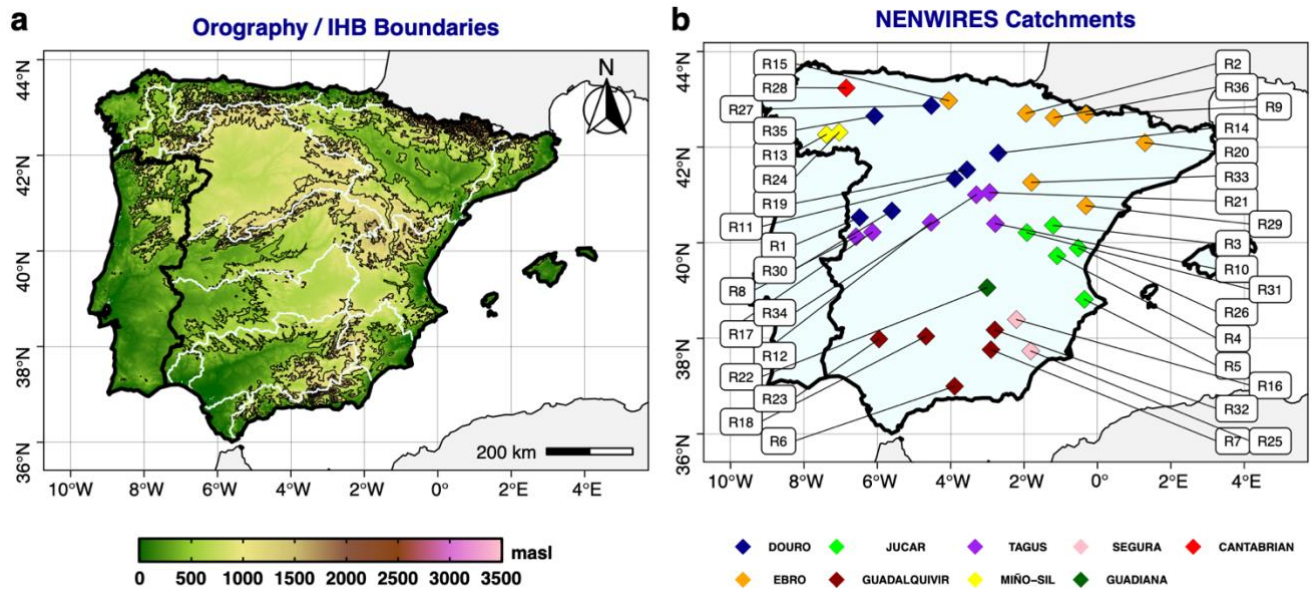 a
Orography / IHB Boundaries
N
44°N
42°N
40°N
38°N
36°N
200 km
10°W
8°W
6°W
4°W
2°W
0°
2°E
4°E
0
500
1000
1500
2000
2500
3000
3500
masl
b
NENWIRES Catchments
44°N
42°N
40°N
38°N
36°N
R15
R28
R27
R35
R13
R24
R19
R11
R1
R30
R8
R34
R17
R12
R22
R23
R18
R6
R2
R36
R9
R14
R20
R33
R21
R29
R3
R10
R31
R26
R4
R5
R16
R32
R7
R25
10°W
8°W
6°W
4°W
2°W
0°
2°E
4°E
DOURO
JUCAR
TAGUS
SEGURA
CANTABRIAN
EBRO
GUADALQUIVIR
MIÑO−SIL
GUADIANA